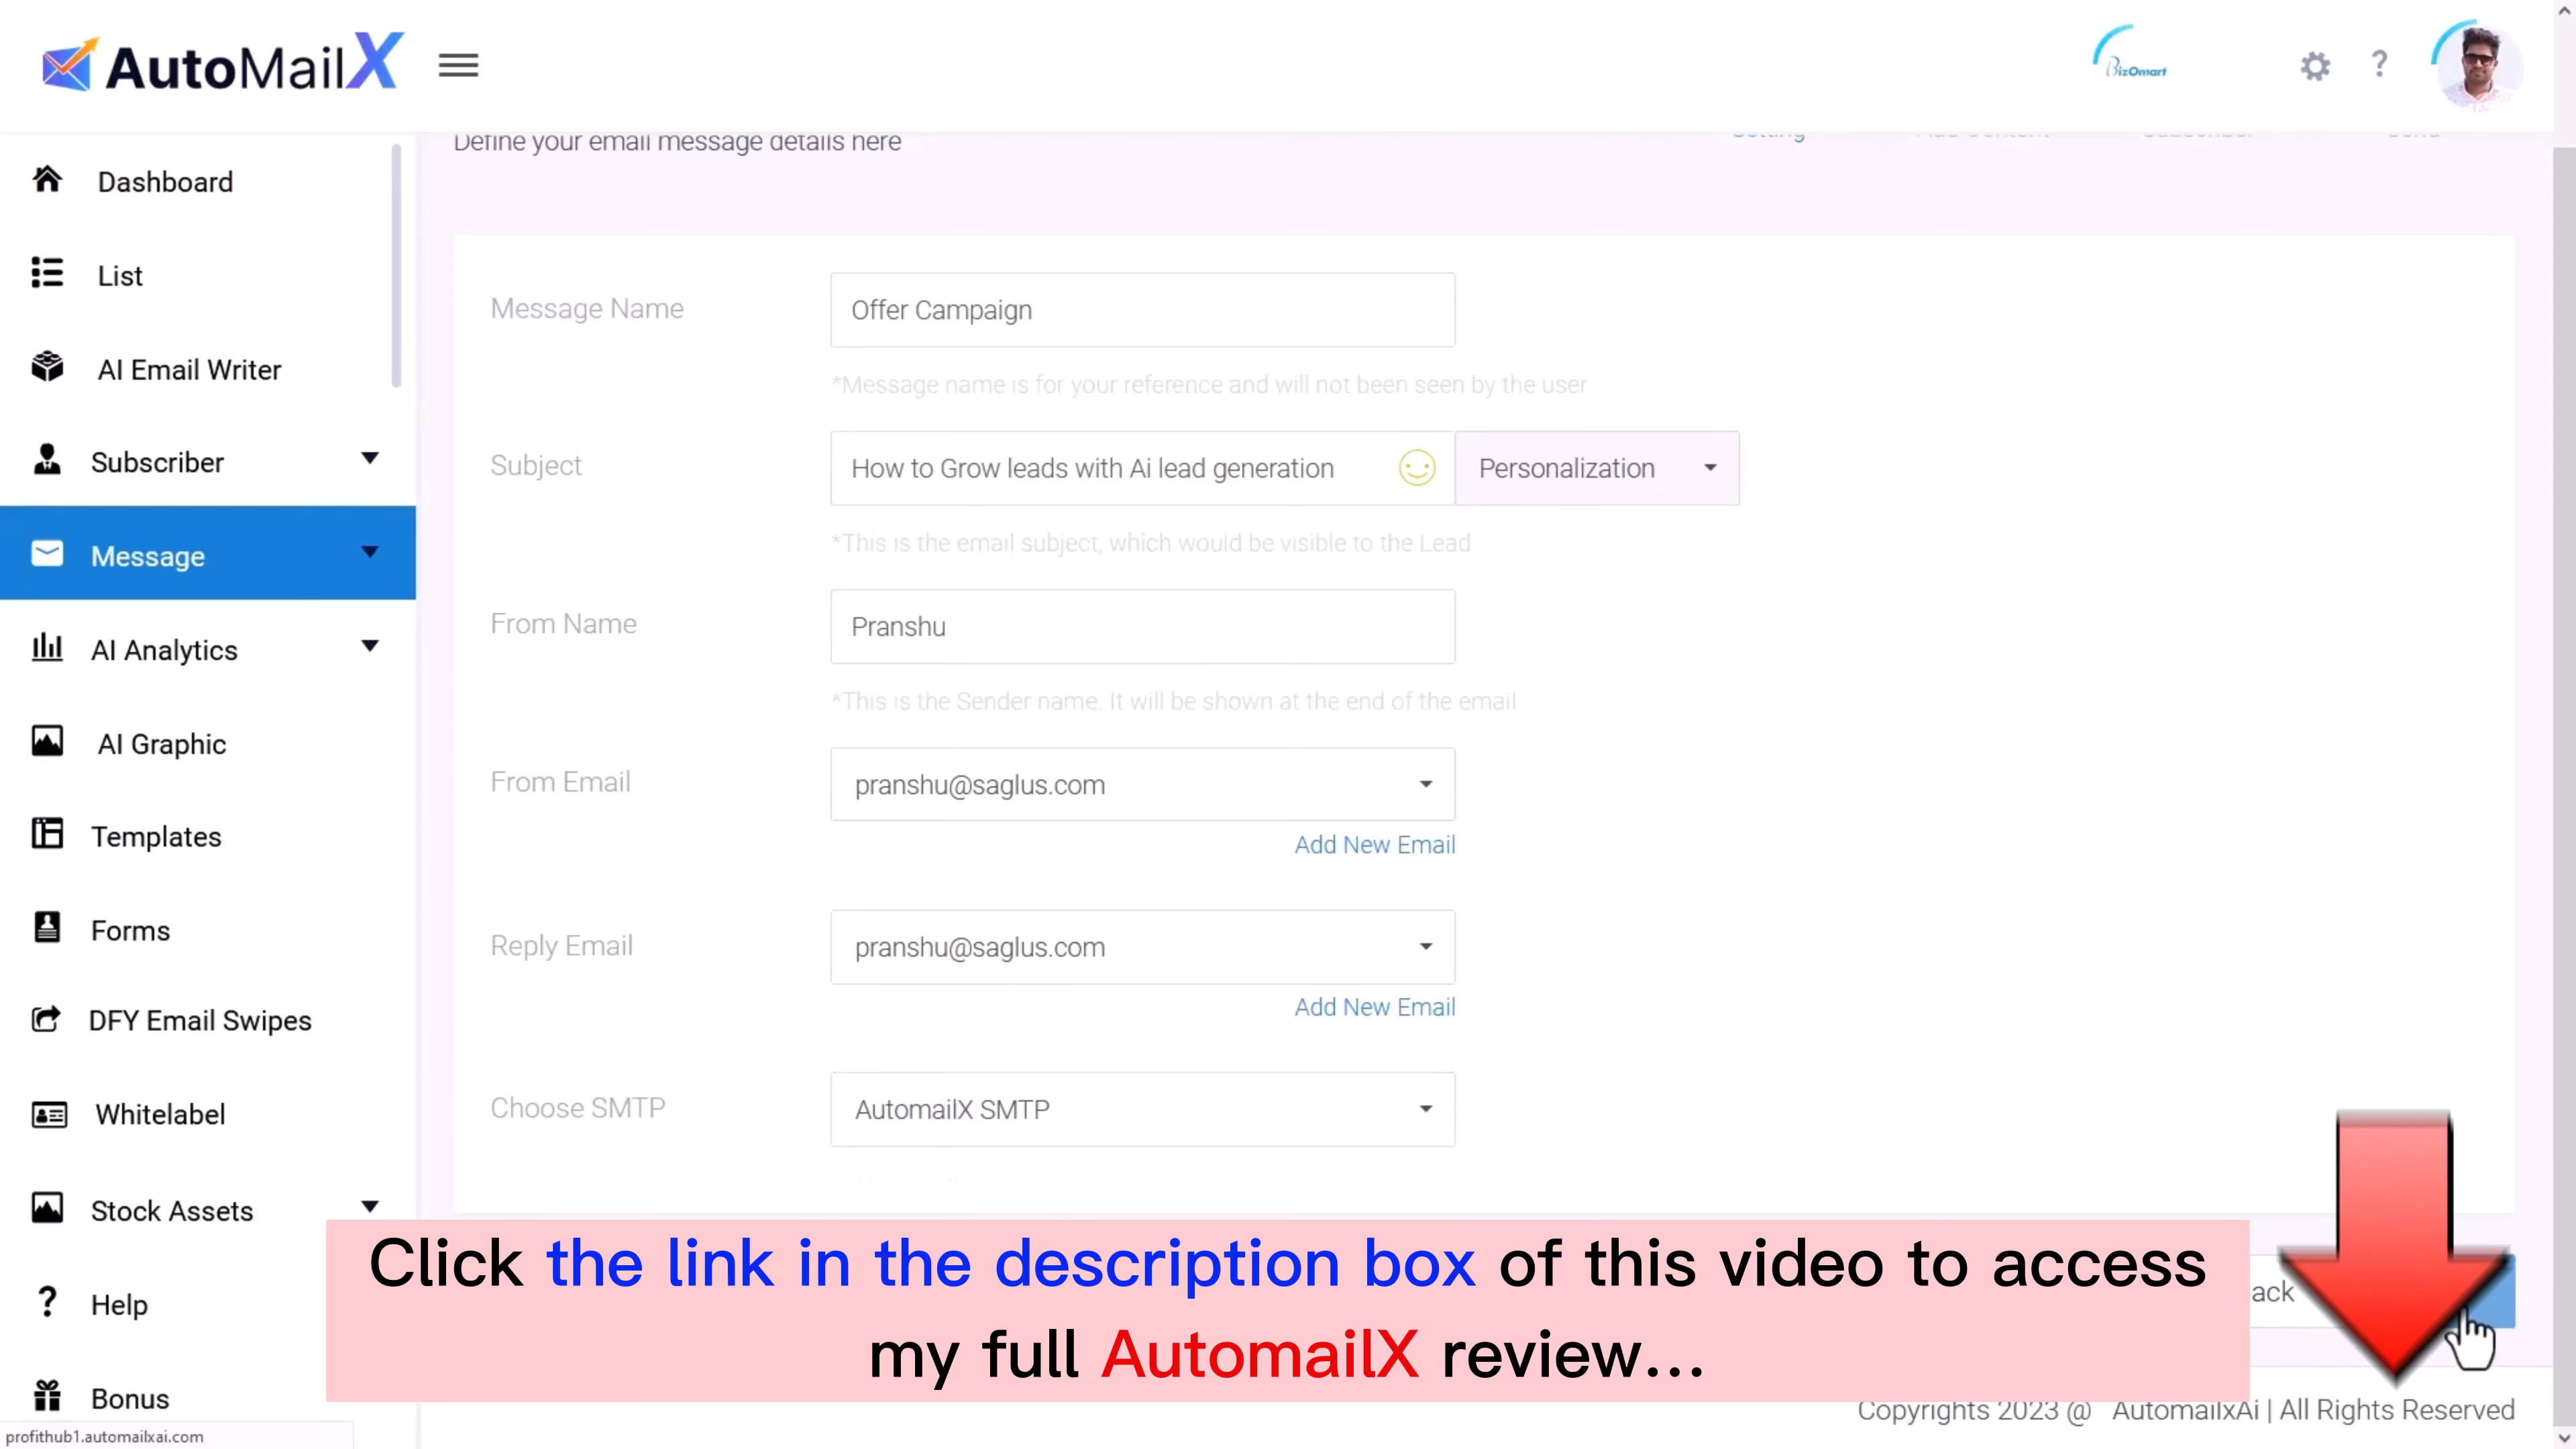 AutoMailX
BizOmart
?
Define your email message details here
Setting
Add Content
Subscriber
Send
Dashboard
List
AI Email Writer
Subscriber
Message
AI Analytics
AI Graphic
Templates
Forms
DFY Email Swipes
Whitelabel
Stock Assets
? Help
Bonus
Message Name
Offer Campaign
*Message name is for your reference and will not been seen by the user
Subject
How to Grow leads with Ai lead generation
Personalization
*This is the email subject, which would be visible to the Lead
From Name
Pranshu
*This is the Sender name. It will be shown at the end of the email
From Email
pranshu@saglus.com
Add New Email
Reply Email
pranshu@saglus.com
Add New Email
Choose SMTP
AutomailX SMTP
ack
Click the link in the description box of this video to access
my full AutomailX review...
Copyrights 2023 @ AutomailxAi | All Rights Reserved
profithub1.automailxai.com